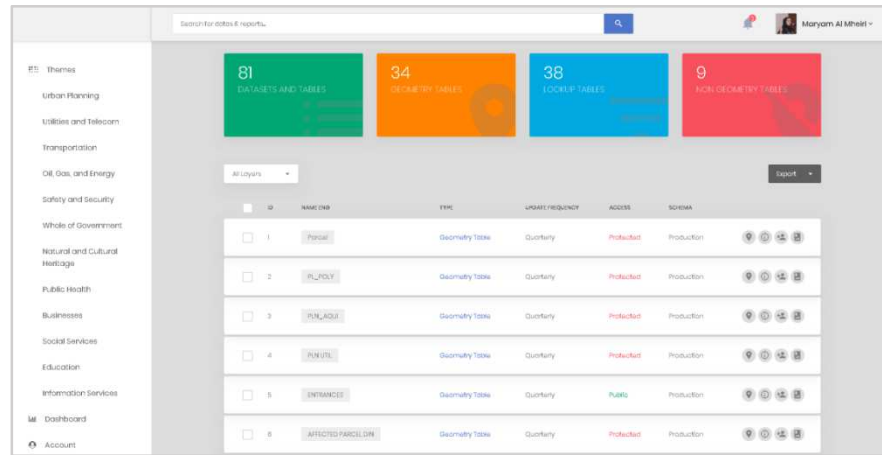 Search for datas & reports...
Maryam Al Mheiri
Themes
Urban Planning
Utilities and Telecom
Transportation
Oil, Gas, and Energy
Safety and Security
Whole of Government
Natural and Cultural
Heritage
Public Health
Businesses
Social Services
Education
Information Services
Dashboard
Account
81
DATASETS AND TABLES
34
GEOMETRY TABLES
38
LOOKUP TABLES
9
NON GEOMETRY TABLES
All Layers
Export
ID NAME ENG TYPE UPDATE FREQUENCY ACCESS SCHEMA
1 Parcel Geometry Table Quarterly Protected Production
2 PL_POLY Geometry Table Quarterly Protected Production
3 PLN_AQUI Geometry Table Quarterly Protected Production
4 PLN UTIL Geometry Table Quarterly Protected Production
5 ENTRANCES Geometry Table Quarterly Public Production
6 AFFECTED PARCEL DIN Geometry Table Quarterly Protected Production